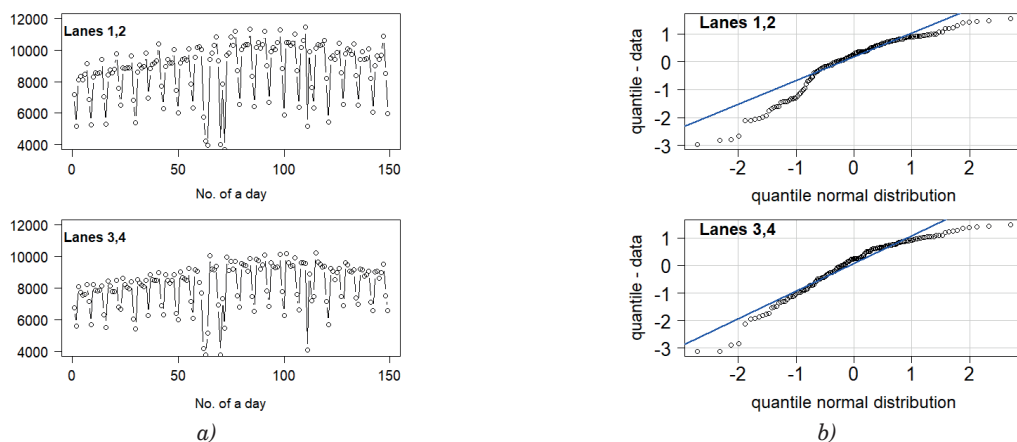 12000
10000
8000
6000
4000
Lanes 1,2
0 50 100 150
No. of a day
12000
10000
8000
6000
4000
Lanes 3,4
0 50 100 150
No. of a day
a)
quantile - data
1
0
-1
-2
-3
Lanes 1,2
-2 -1 0 1 2
quantile normal distribution
quantile - data
1
0
-1
-2
-3
Lanes 3,4
-2 -1 0 1 2
quantile normal distribution
b)